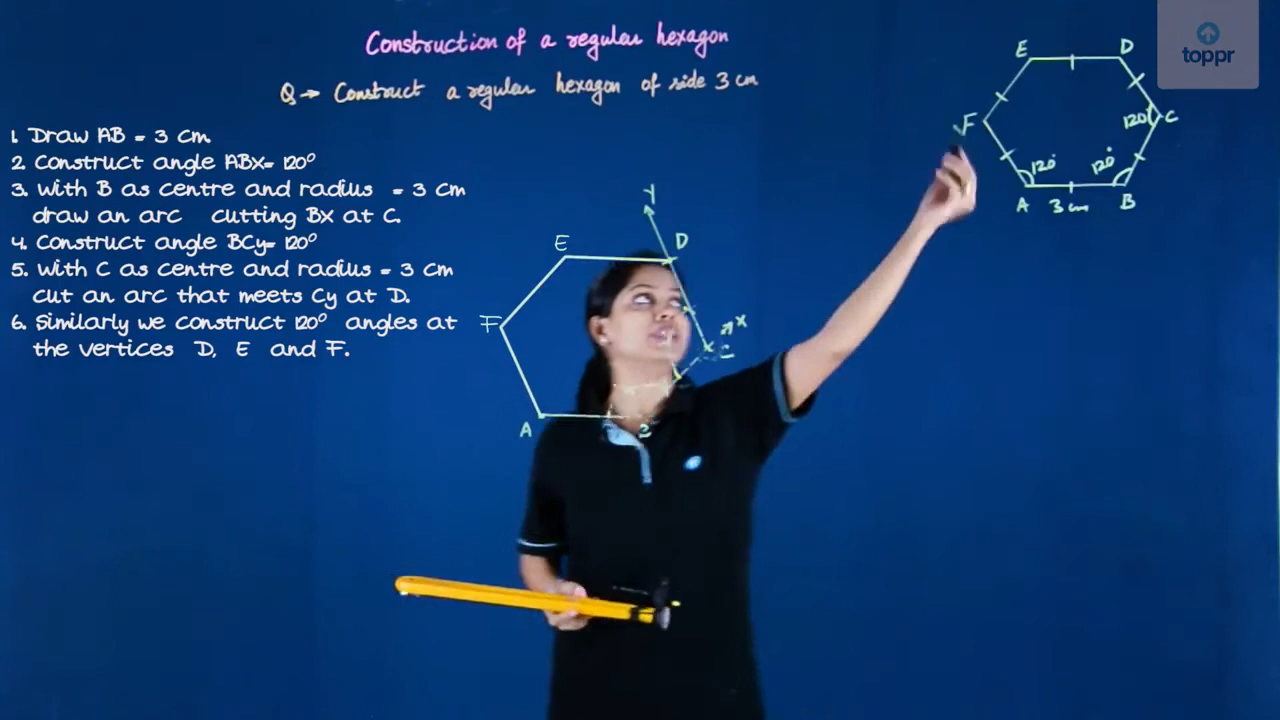 Construction of a regular hexagon
Q → Construct a regular hexagon of side 3 cm
1. Draw AB = 3 cm.
2. Construct angle ABX= 120°
3. With B as centre and radius = 3 cm
draw an arc cutting BX at C.
4. Construct angle BCy= 120°
5. With C as centre and radius = 3 cm
cut an arc that meets Cy at D.
6. Similarly we construct 120° angles at
the vertices D, E and F.
toppr
E D
F 120° C
120° 120°
A 3 cm B
Y
E D
F X
C
A B